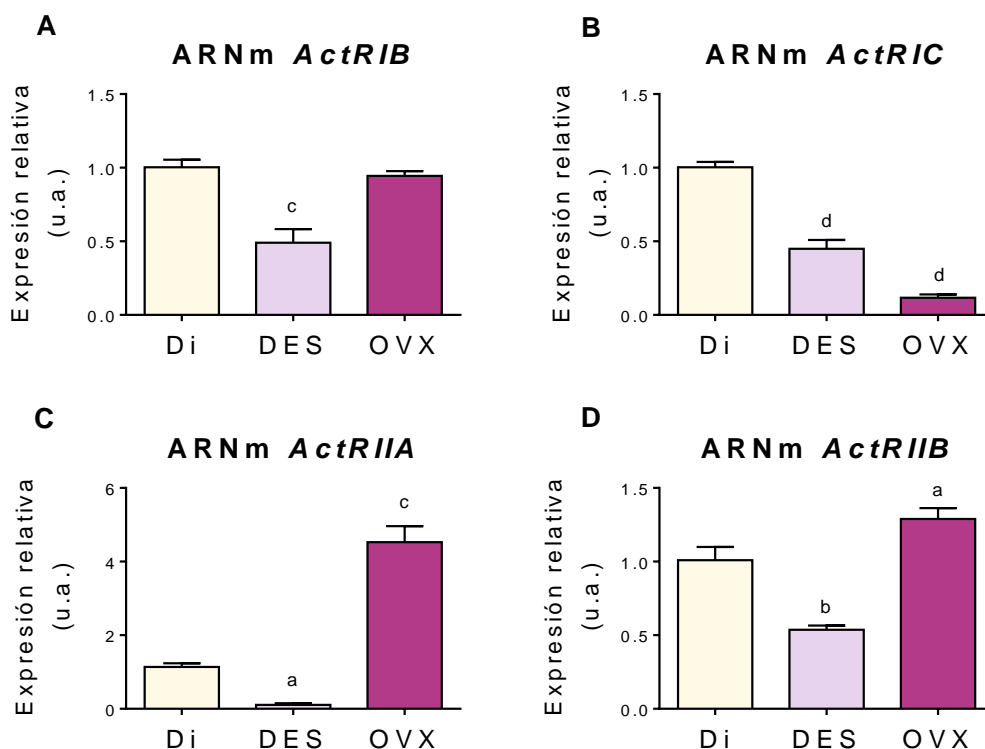 A
ARNm ActRIB
Expresión relativa
(u.a.)
1.5
1.0
0.5
0.0
c
Di DES OVX
B
ARNm ActRIC
Expresión relativa
(u.a.)
1.5
1.0
0.5
0.0
d
d
Di DES OVX
C
ARNm ActRIIA
Expresión relativa
(u.a.)
6
4
2
0
a
c
Di DES OVX
D
ARNm ActRIIB
Expresión relativa
(u.a.)
1.5
1.0
0.5
0.0
b
a
Di DES OVX